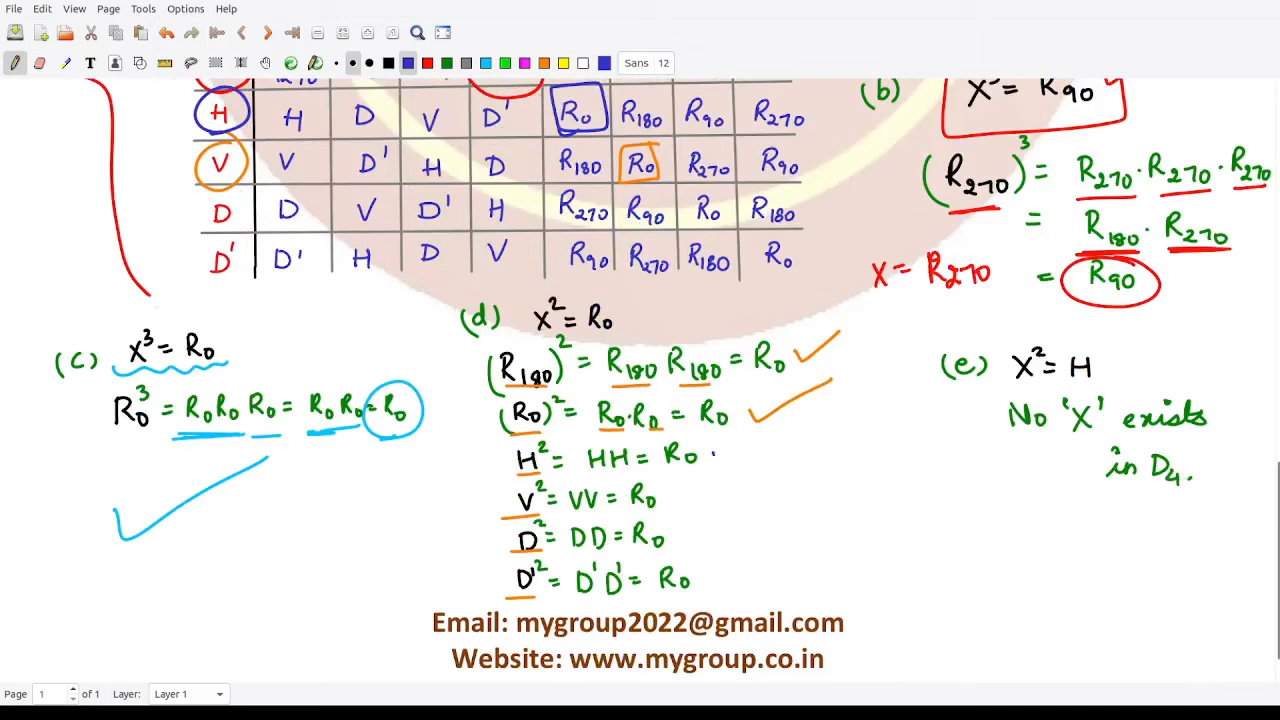 File Edit View Page Tools Options Help
Sans 12
H H D V D' R₀ R₁₈₀ R₉₀ R₂₇₀
V V D' H D R₁₈₀ R₀ R₂₇₀ R₉₀
D D V D' H R₂₇₀ R₉₀ R₀ R₁₈₀
D' D' H D V R₉₀ R₂₇₀ R₁₈₀ R₀
(b) X³ = R₉₀
(R₂₇₀)³ = R₂₇₀ · R₂₇₀ · R₂₇₀
= R₁₈₀ · R₂₇₀
X = R₂₇₀ = R₉₀
(c) X³ = R₀
R₀³ = R₀R₀ R₀ = R₀ R₀ = R₀
(d) X² = R₀
(R₁₈₀)² = R₁₈₀ R₁₈₀ = R₀
(R₀)² = R₀ · R₀ = R₀
H² = HH = R₀
V² = VV = R₀
D² = DD = R₀
D'² = D'D' = R₀
(e) X² = H
No 'X' exists
in D₄.
Email: mygroup2022@gmail.com
Website: www.mygroup.co.in
Page 1 of 1 Layer: Layer 1